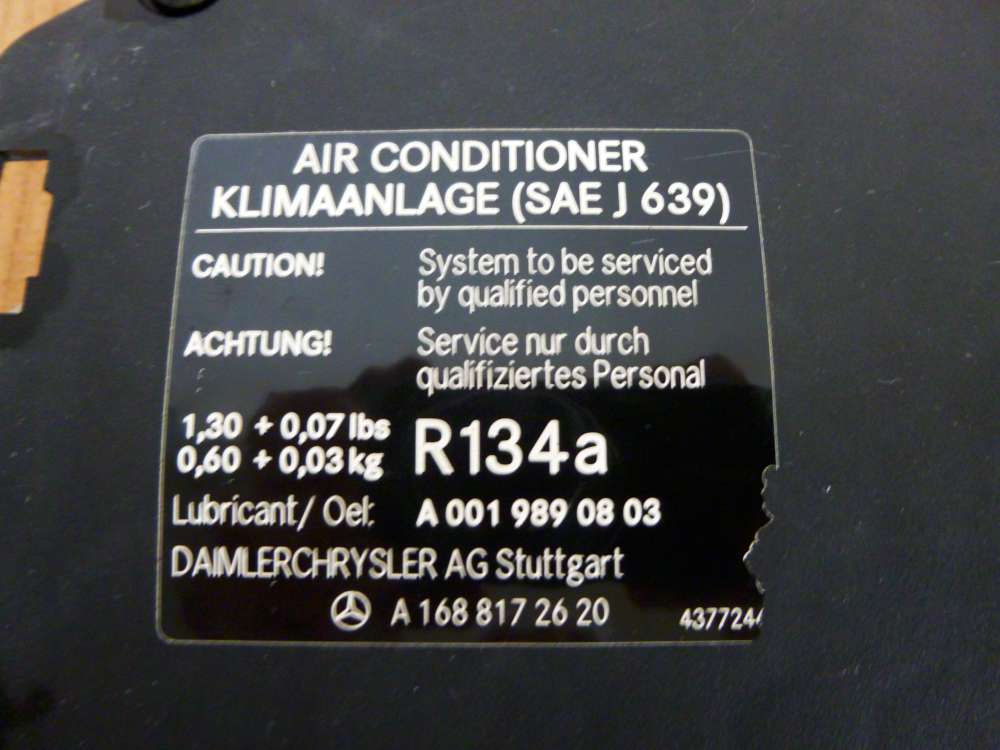 AIR CONDITIONER
KLIMAANLAGE (SAE J 639)
CAUTION! System to be serviced
by qualified personnel
ACHTUNG! Service nur durch
qualifiziertes Personal
1,30 + 0,07 lbs
0,60 + 0,03 kg
R134a
Lubricant/ Oel: A 001 989 08 03
DAIMLERCHRYSLER AG Stuttgart
A 168 817 26 20